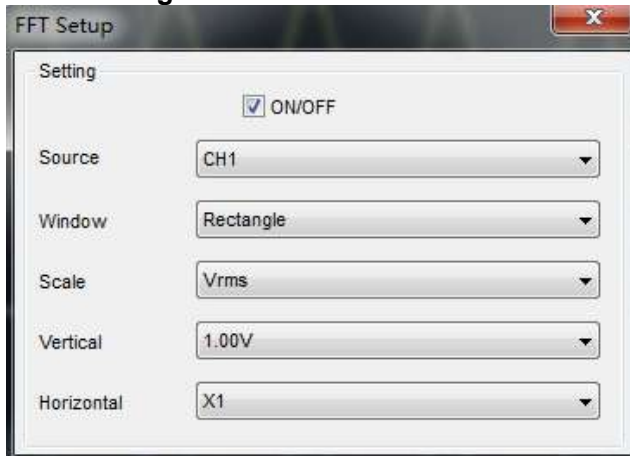 FFT Setup
Setting
ON/OFF
Source CH1
Window Rectangle
Scale Vrms
Vertical 1.00V
Horizontal X1